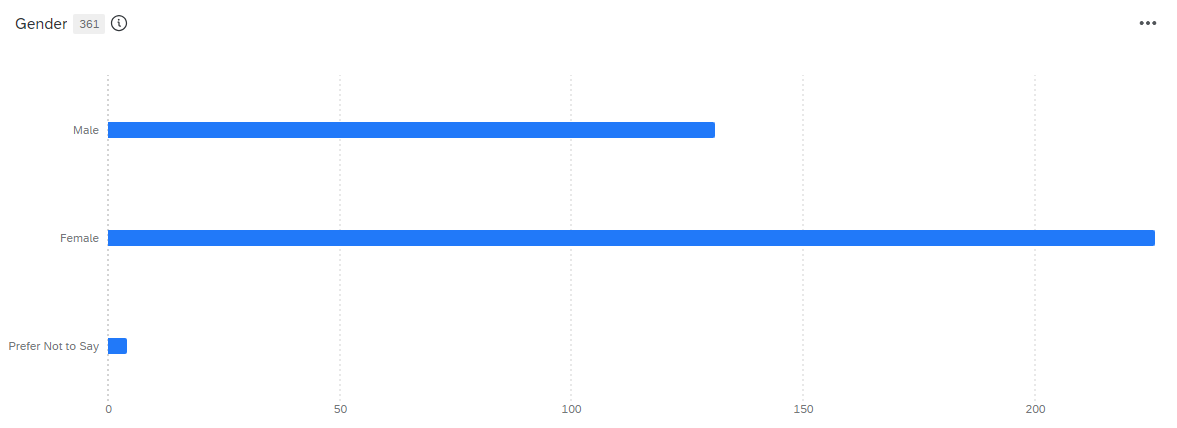 Gender 361
Male
Female
Prefer Not to Say
0 50 100 150 200